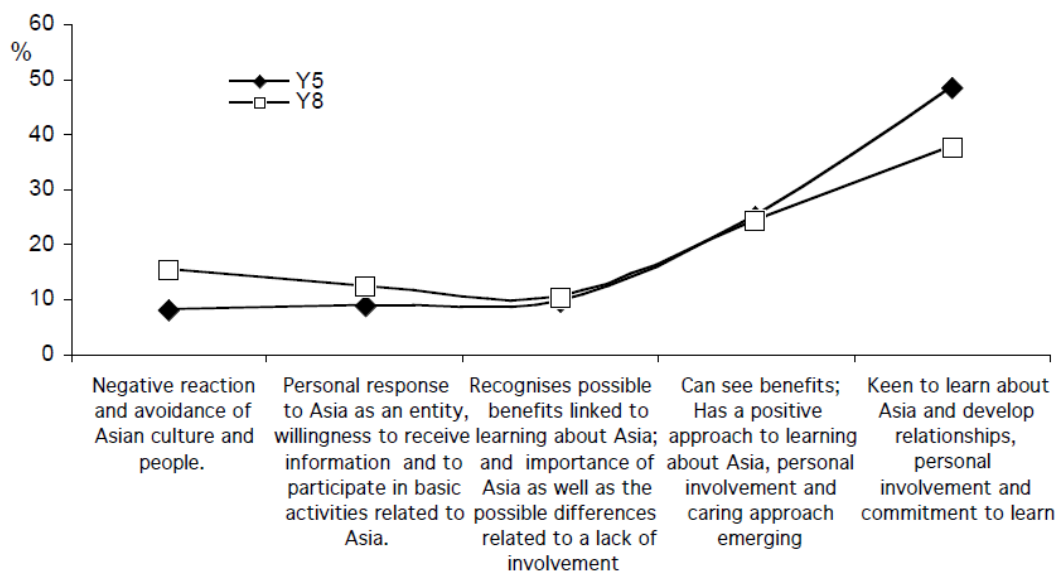 60
%
50
40
30
20
10
0
Y5
Y8
Negative reaction
and avoidance of
Asian culture and
people.
Personal response
to Asia as an entity,
willingness to receive
information and to
participate in basic
activities related to
Asia.
Recognises possible
benefits linked to
learning about Asia;
and importance of
Asia as well as the
possible differences
related to a lack of
involvement
Can see benefits;
Has a positive
approach to learning
about Asia, personal
involvement and
caring approach
emerging
Keen to learn about
Asia and develop
relationships,
personal
involvement and
commitment to learn